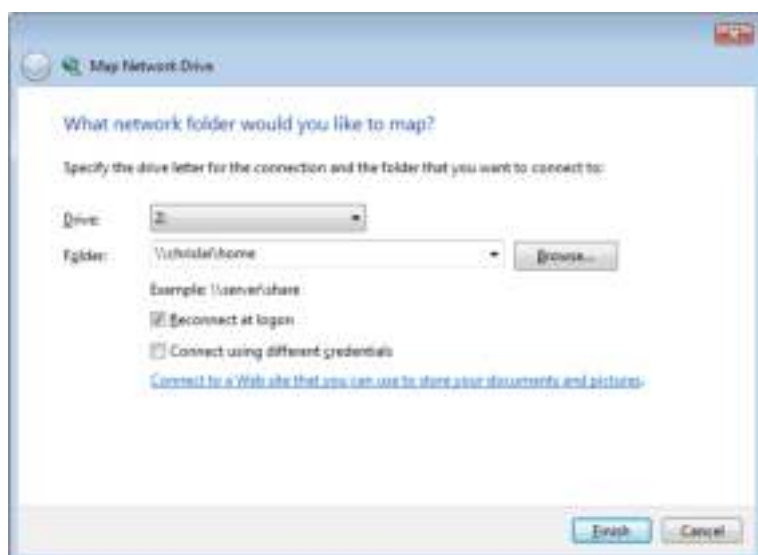 Map Network Drive
What network folder would you like to map?
Specify the drive letter for the connection and the folder that you want to connect to:
Drive: Z:
Folder: Browse...
Example: \\server\share
Reconnect at logon
Connect using different credentials
Connect to a Web site that you can use to store your documents and pictures.
Finish Cancel